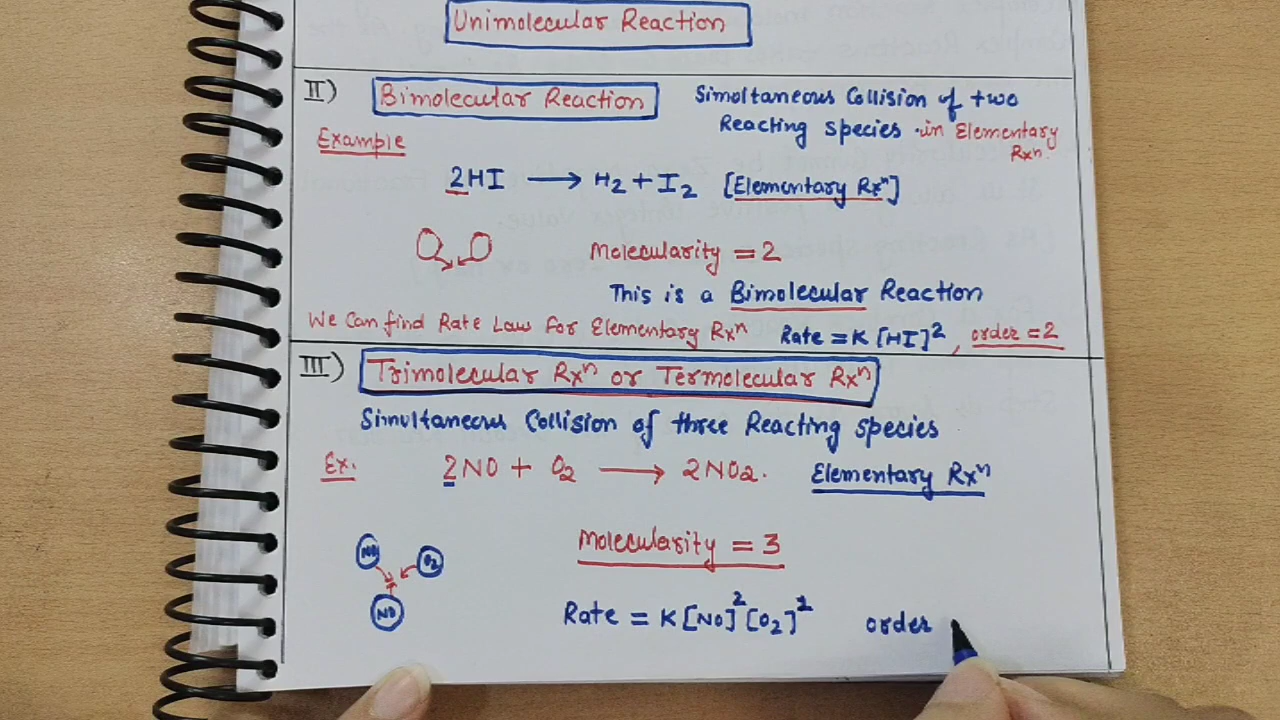 Unimolecular Reaction
II) Bimolecular Reaction Simultaneous Collision of two
Reacting species in Elementary
Rxn.
Example
2HI → H2 + I2 [Elementary Rxⁿ]
Molecularity = 2
This is a Bimolecular Reaction
We Can find Rate Law For Elementary Rxⁿ Rate = K [HI]², order = 2
III) Trimolecular Rxⁿ or Termolecular Rxⁿ
Simultaneous Collision of three Reacting species
Ex. 2NO + O2 → 2NO2. Elementary Rxⁿ
NO O2
NO
Molecularity = 3
Rate = K [NO]² [O2] order